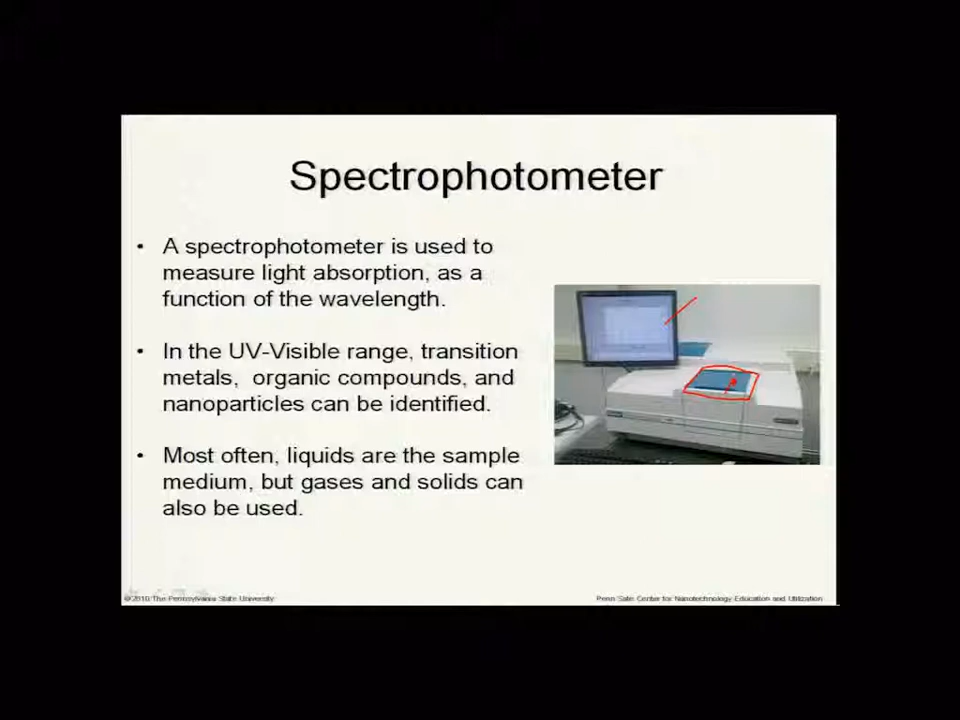 Spectrophotometer
• A spectrophotometer is used to
measure light absorption, as a
function of the wavelength.
• In the UV-Visible range, transition
metals, organic compounds, and
nanoparticles can be identified.
• Most often, liquids are the sample
medium, but gases and solids can
also be used.
© 2010 The Pennsylvania State University
Penn Sate Center for Nanotechnology Education and Utilization